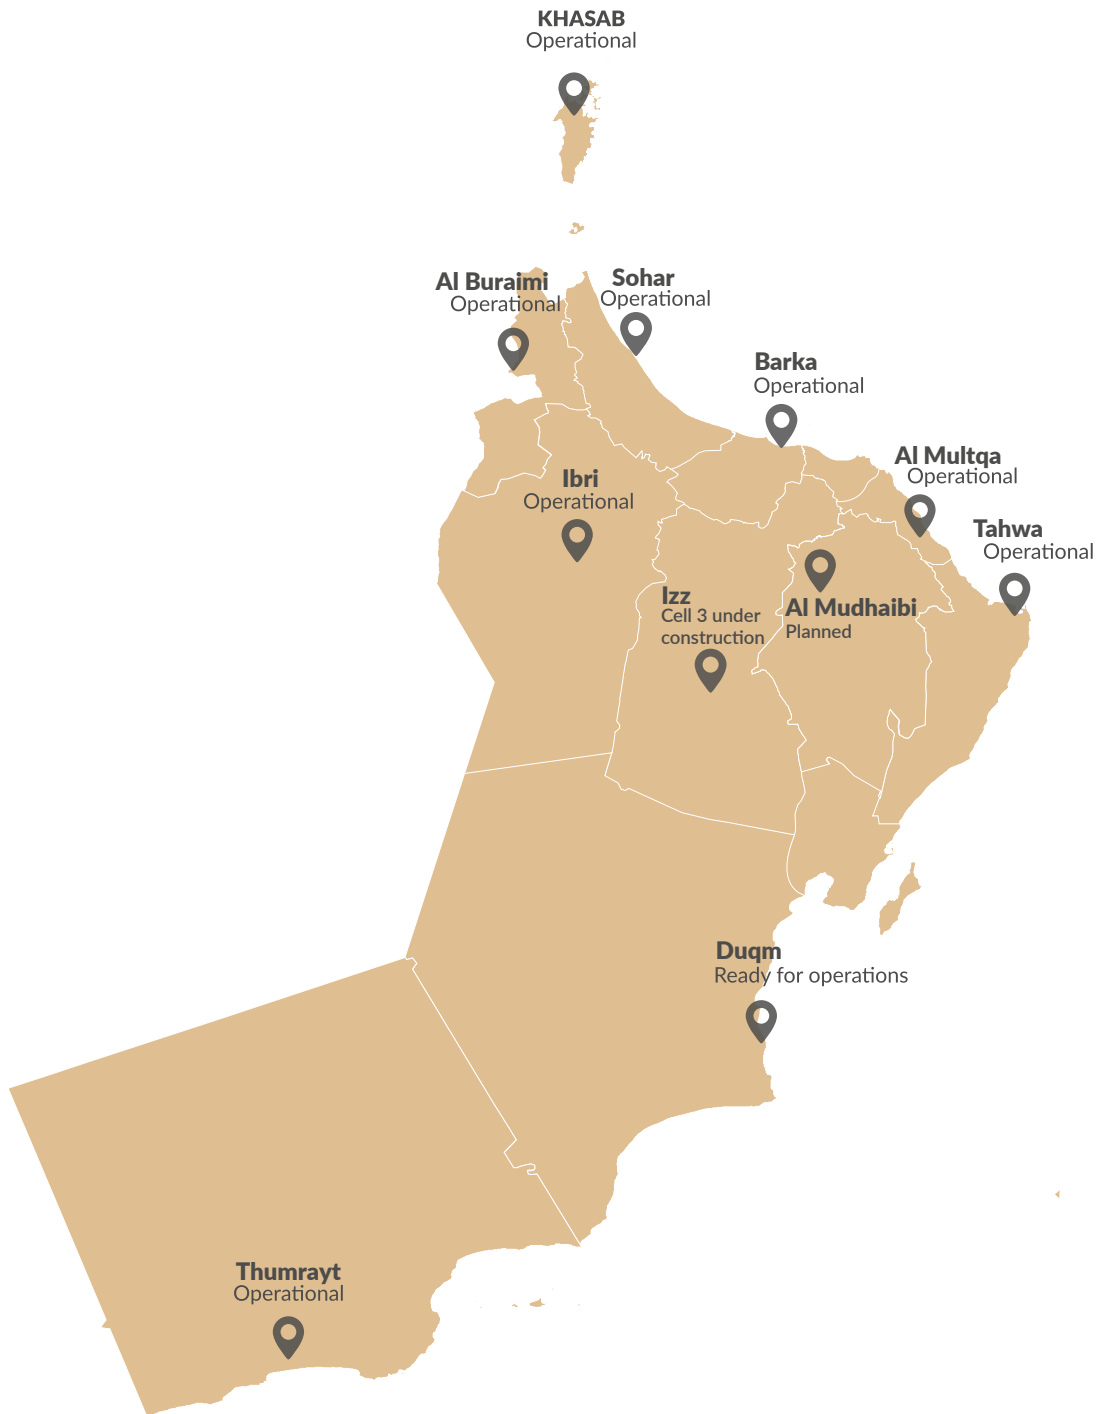 KHASAB
Operational
Al Buraimi
Operational
Sohar
Operational
Barka
Operational
Al Multqa
Operational
Ibri
Operational
Tahwa
Operational
Izz
Cell 3 under
construction
Al Mudhaibi
Planned
Duqm
Ready for operations
Thumrayt
Operational